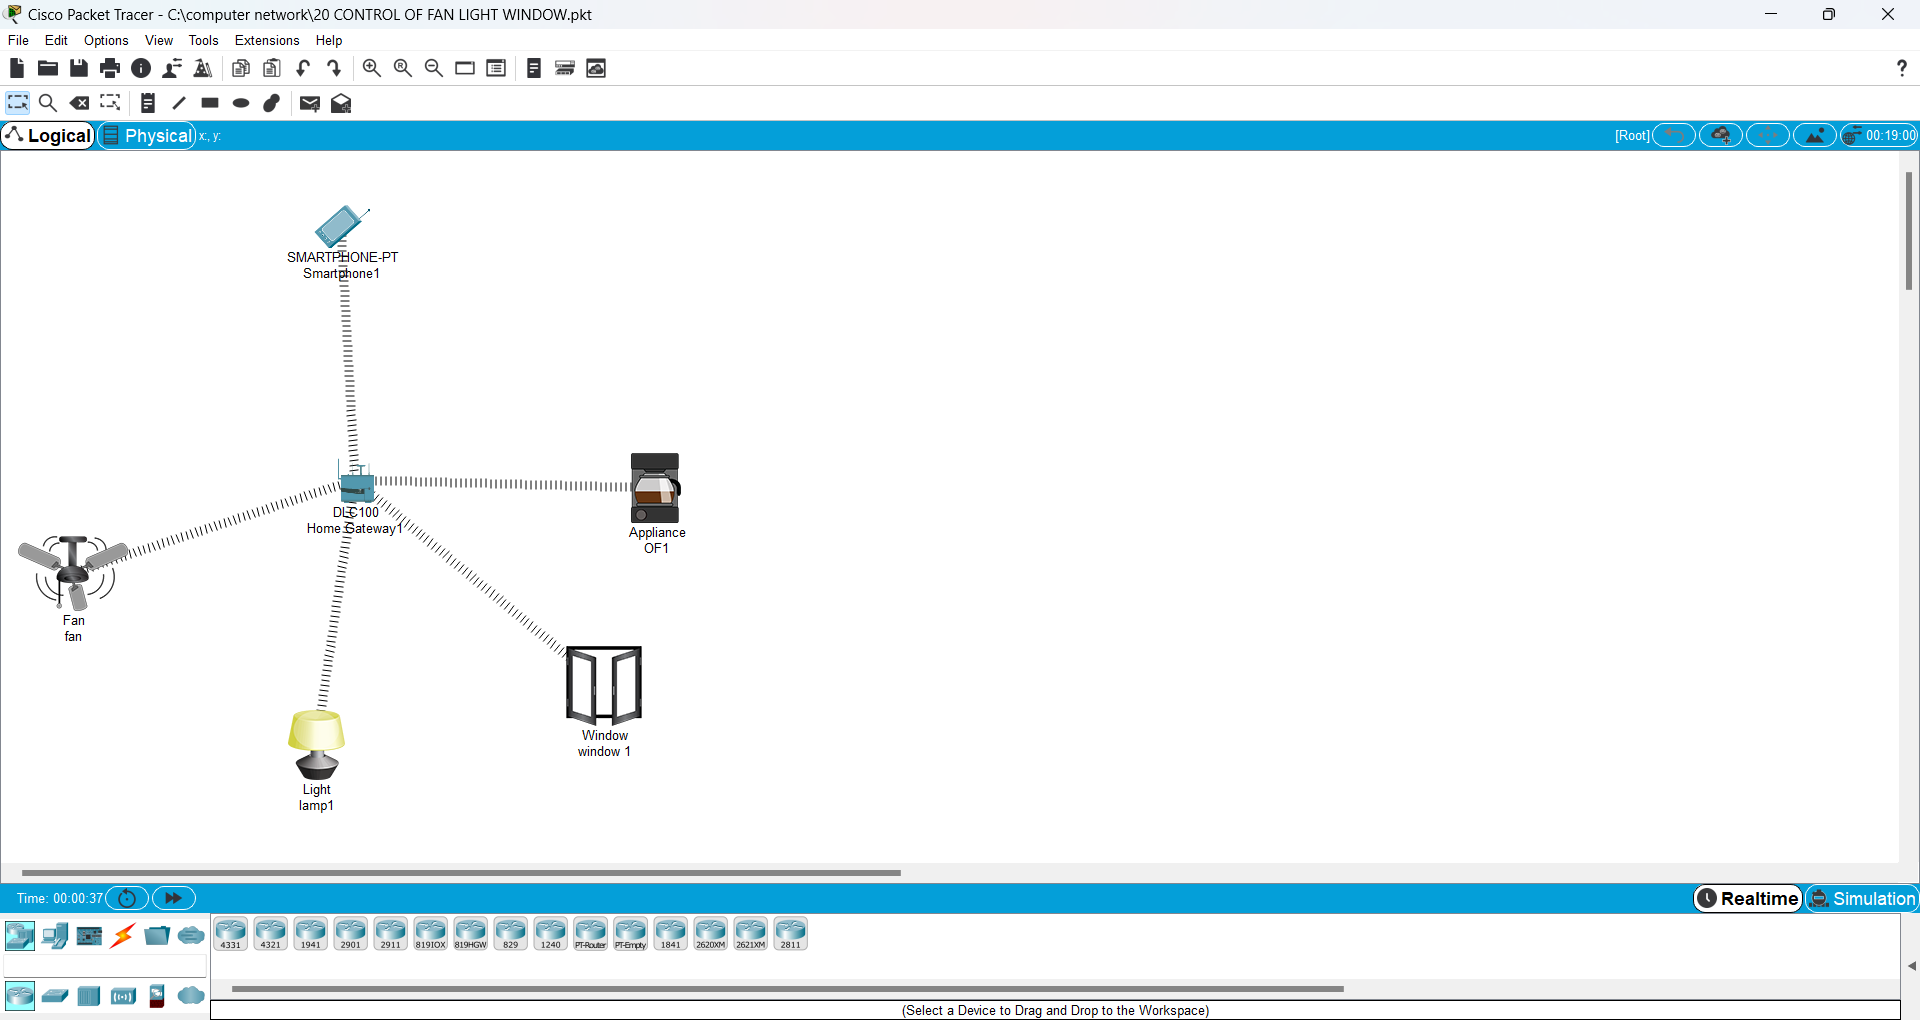 Cisco Packet Tracer - C:\computer network\20 CONTROL OF FAN LIGHT WINDOW.pkt
File Edit Options View Tools Extensions Help
?
Logical Physical x:, y: [Root] 00:19:00
SMARTPHONE-PT
Smartphone1
DLC100
Home Gateway1
Appliance
OF1
Fan
fan
Window
window 1
Light
lamp1
Time: 00:00:37 Realtime Simulation
4331 4321 1941 2901 2911 819IOX 819HGW 829 1240 PT-Router PT-Empty 1841 2620XM 2621XM 2811
(Select a Device to Drag and Drop to the Workspace)